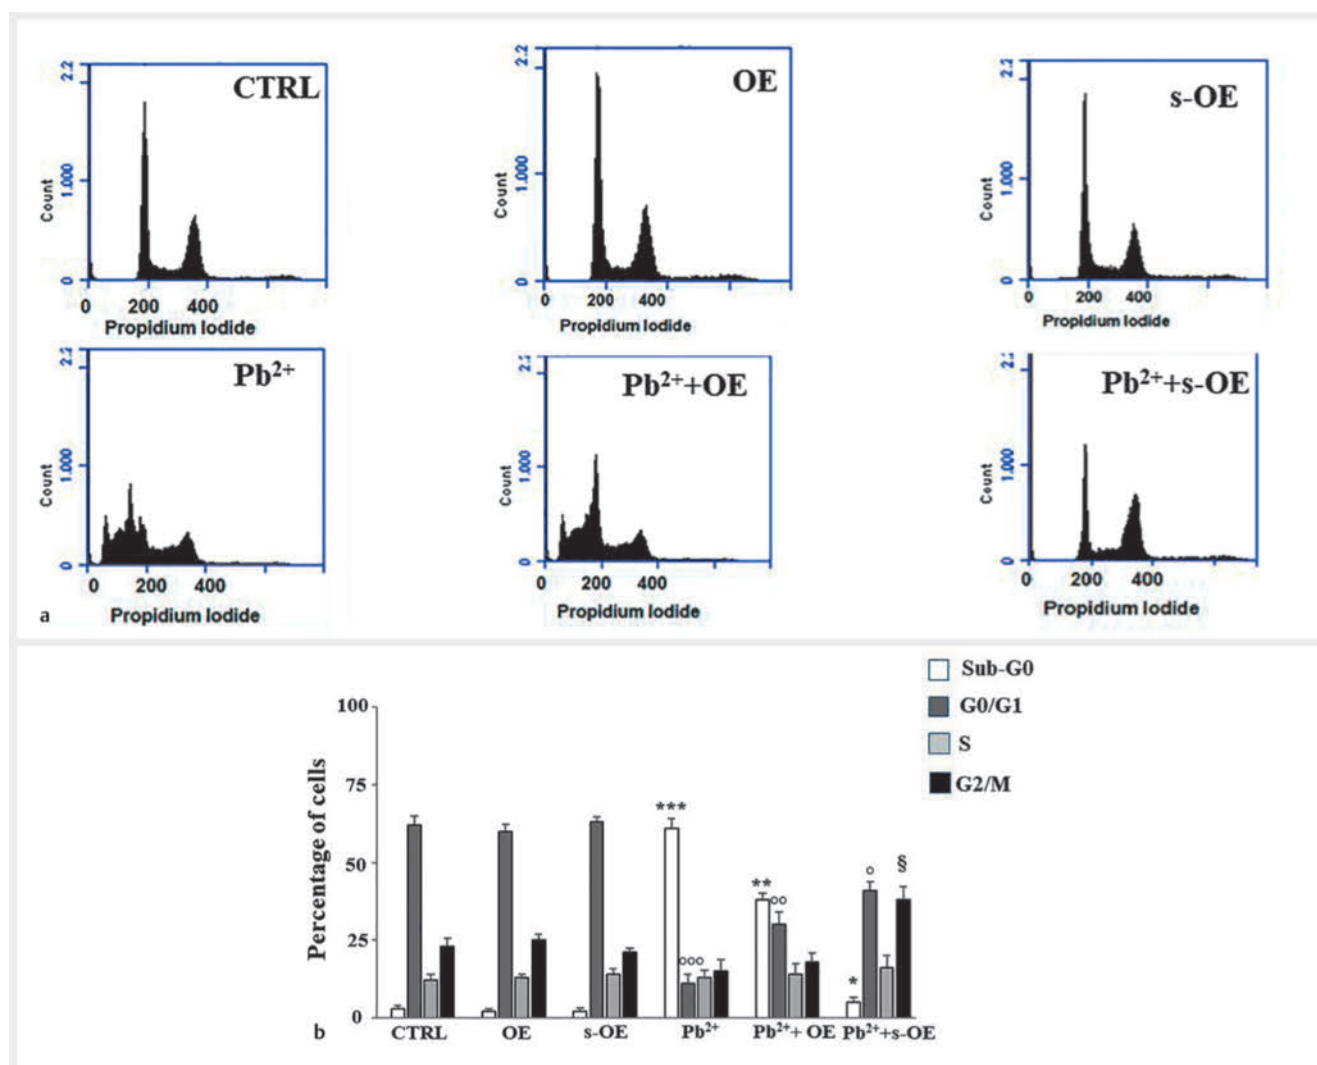 CTRL
2.2
1.000
0
Count
0 200 400
Propidium Iodide
OE
2.2
1.000
0
Count
0 200 400
Propidium Iodide
s-OE
2.2
1.000
0
Count
0 200 400
Propidium Iodide
Pb²⁺
2.2
1.000
0
Count
0 200 400
Propidium Iodide
Pb²⁺+OE
1.000
0
Count
0 200 400
Propidium Iodide
Pb²⁺+s-OE
1.000
0
Count
0 200 400
Propidium Iodide
a
Sub-G0
G0/G1
S
G2/M
Percentage of cells
100
75
50
25
0
***
°°°
**
°°
*
°
§
CTRL OE s-OE Pb²⁺ Pb²⁺+ OE Pb²⁺+s-OE
b